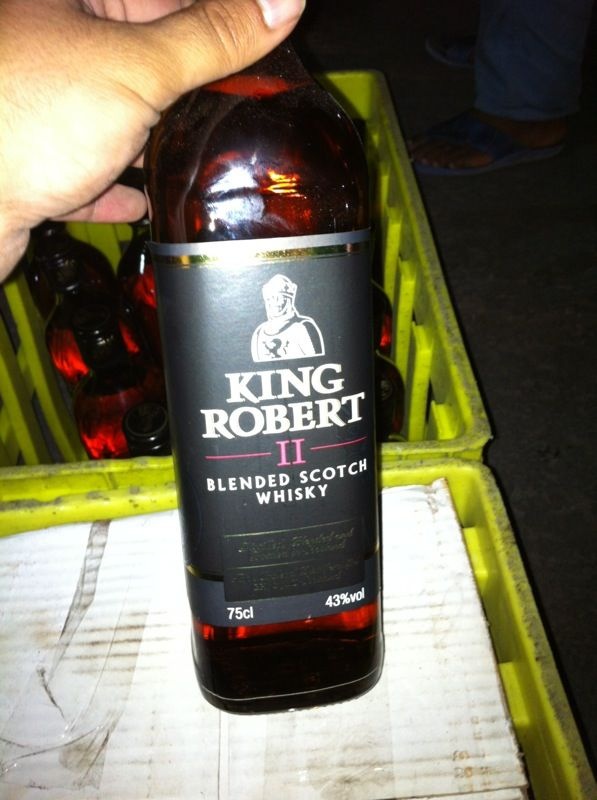 KING
ROBERT
II
BLENDED SCOTCH
WHISKY
75cl 43%vol